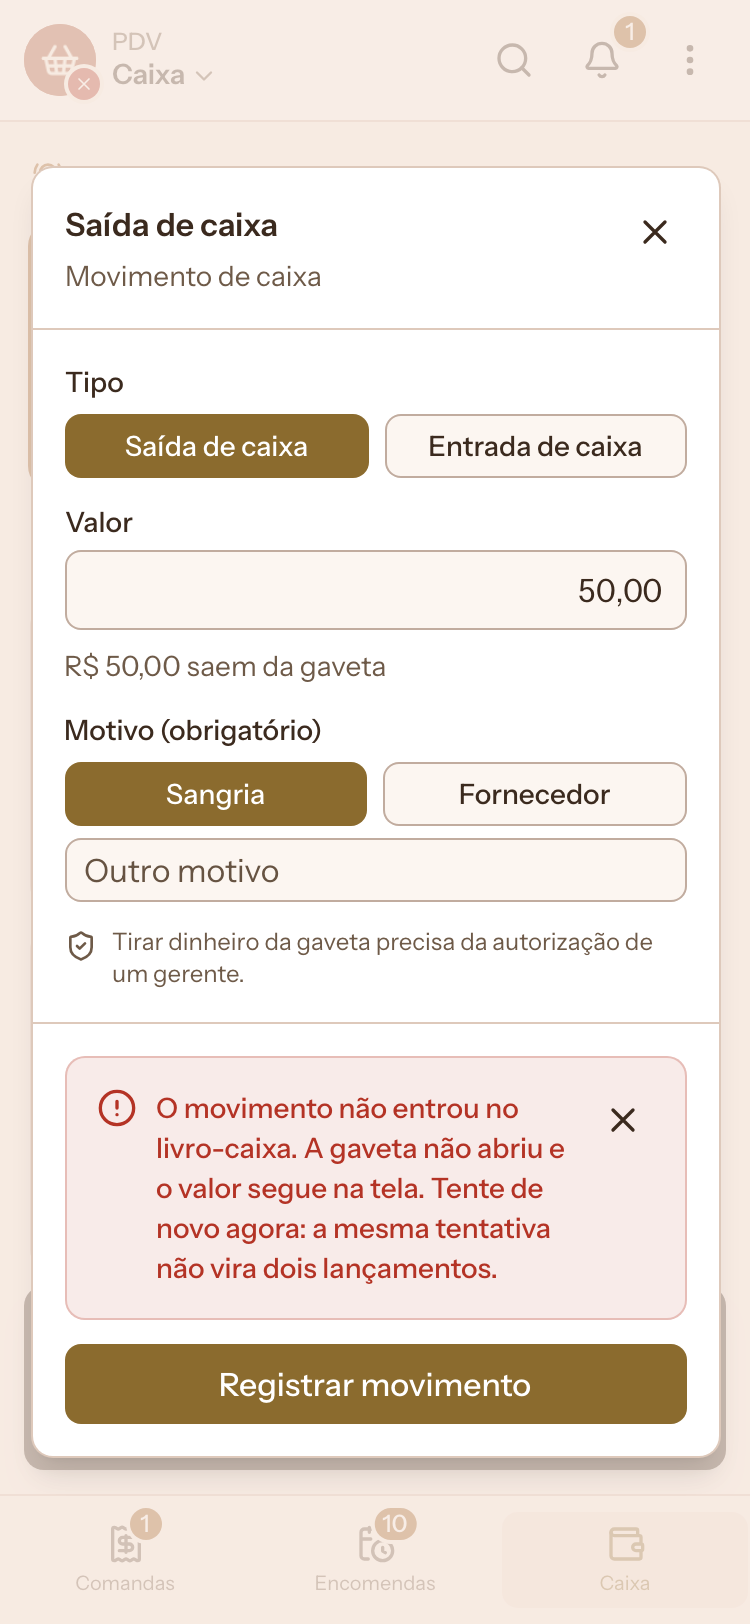 PDV
Caixa
1
Saída de caixa
Movimento de caixa
Tipo
Saída de caixa
Entrada de caixa
Valor
50,00
R$ 50,00 saem da gaveta
Motivo (obrigatório)
Sangria
Fornecedor
Outro motivo
Tirar dinheiro da gaveta precisa da autorização de
um gerente.
O movimento não entrou no
livro-caixa. A gaveta não abriu e
o valor segue na tela. Tente de
novo agora: a mesma tentativa
não vira dois lançamentos.
Registrar movimento
1
Comandas
10
Encomendas
Caixa